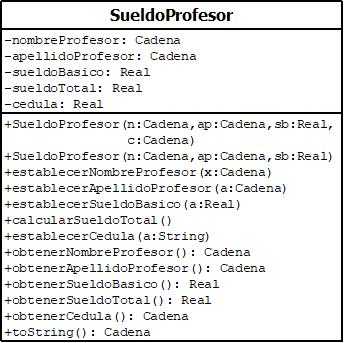 SueldoProfesor
-nombreProfesor: Cadena
-apellidoProfesor: Cadena
-sueldoBasico: Real
-sueldoTotal: Real
-cedula: Real
+SueldoProfesor(n:Cadena,ap:Cadena,sb:Real,
c:Cadena)
+SueldoProfesor(n:Cadena,ap:Cadena,sb:Real)
+establecerNombreProfesor(x:Cadena)
+establecerApellidoProfesor(a:Cadena)
+establecerSueldoBasico(a:Real)
+calcularSueldoTotal()
+establecerCedula(a:String)
+obtenerNombreProfesor(): Cadena
+obtenerApellidoProfesor(): Cadena
+obtenerSueldoBasico(): Real
+obtenerSueldoTotal(): Real
+obtenerCedula(): Cadena
+toString(): Cadena